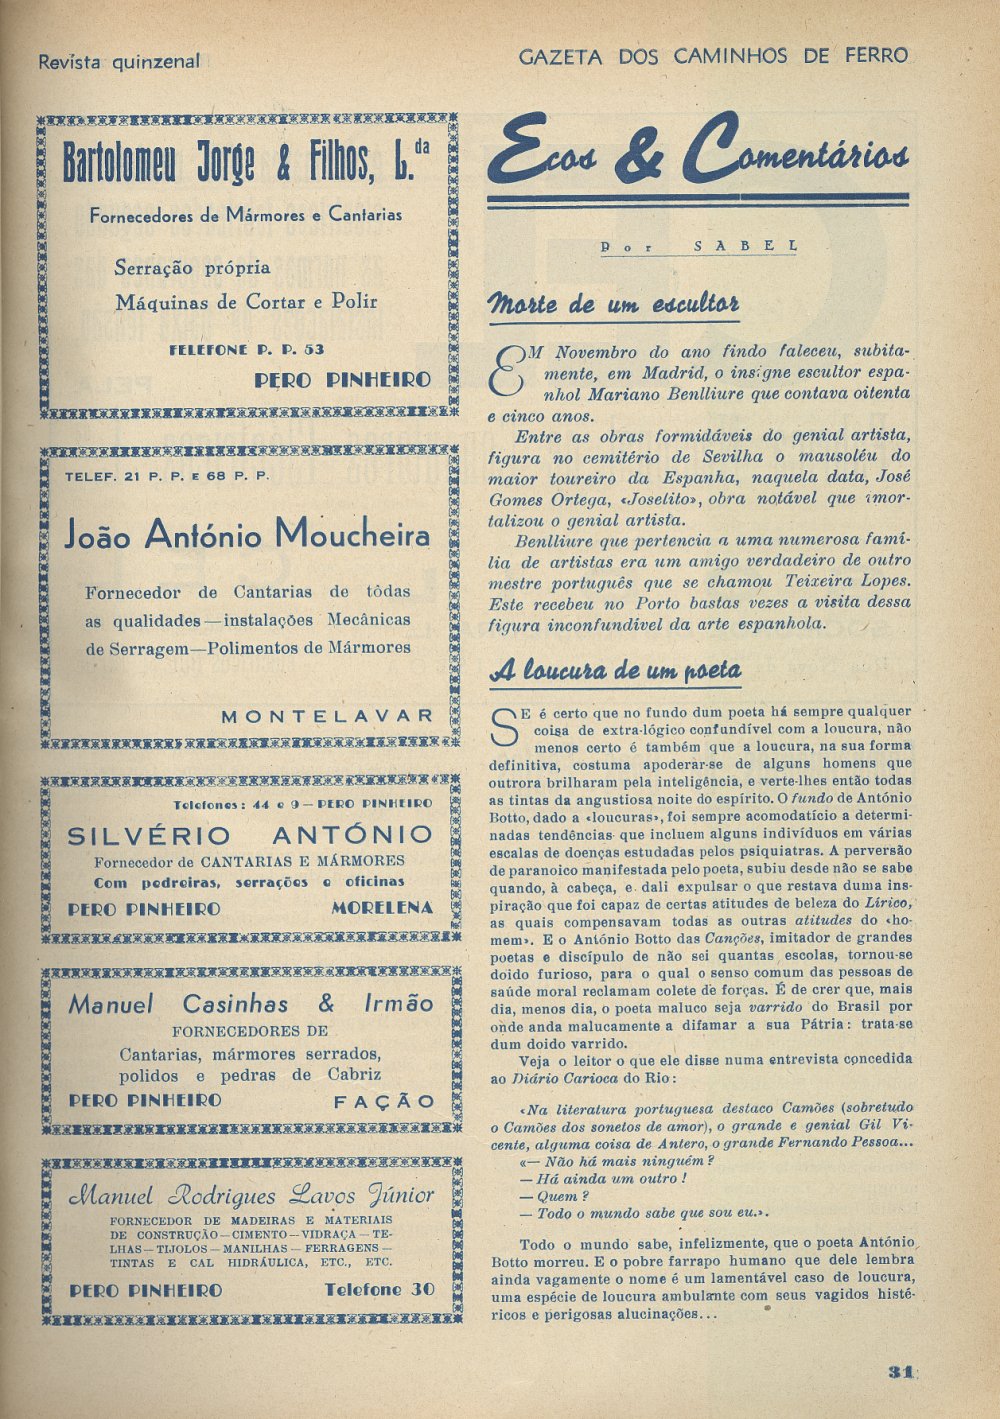 Revista quinzenal
GAZETA DOS CAMINHOS DE FERRO
Bartolomeu Jorge & Filhos, L.da
Fornecedores de Mármores e Cantarias
Serração própria
Máquinas de Cortar e Polir
FELEFONE P. P. 53
PERO PINHEIRO
TELEF. 21 P. P. E 68 P. P.
João António Moucheira
Fornecedor de Cantarias de tôdas
as qualidades—instalações Mecânicas
de Serragem—Polimentos de Mármores
MONTELAVAR
Telefones: 44 e 9 — PERO PINHEIRO
SILVÉRIO ANTÓNIO
Fornecedor de CANTARIAS E MÁRMORES
Com pedreiras, serrações e oficinas
PERO PINHEIRO MORELENA
Manuel Casinhas & Irmão
FORNECEDORES DE
Cantarias, mármores serrados,
polidos e pedras de Cabriz
PERO PINHEIRO FAÇÃO
Manuel Rodrigues Lavos Júnior
FORNECEDOR DE MADEIRAS E MATERIAIS
DE CONSTRUÇÃO—CIMENTO—VIDRAÇA—TE-
LHAS—TIJOLOS—MANILHAS—FERRAGENS—
TINTAS E CAL HIDRÁULICA, ETC., ETC.
PERO PINHEIRO Telefone 30
Ecos & Comentários
Por SABEL
Morte de um escultor
EM Novembro do ano findo faleceu, subita-
mente, em Madrid, o insigne escultor espa-
nhol Mariano Benlliure que contava oitenta
e cinco anos.
Entre as obras formidáveis do genial artista,
figura no cemitério de Sevilha o mausoléu do
maior toureiro da Espanha, naquela data, José
Gomes Ortega, «Joselito», obra notável que imor-
talizou o genial artista.
Benlliure que pertencia a uma numerosa famí-
lia de artistas era um amigo verdadeiro de outro
mestre português que se chamou Teixeira Lopes.
Este recebeu no Porto bastas vezes a visita dessa
figura inconfundível da arte espanhola.
A loucura de um poeta
SE é certo que no fundo dum poeta há sempre qualquer
coisa de extra-lógico confundível com a loucura, não
menos certo é também que a loucura, na sua forma
definitiva, costuma apoderar-se de alguns homens que
outrora brilharam pela inteligência, e verte-lhes então todas
as tintas da angustiosa noite do espírito. O fundo de António
Botto, dado a «loucuras», foi sempre acomodatício a determi-
nadas tendências que incluem alguns indivíduos em várias
escalas de doenças estudadas pelos psiquiatras. A perversão
de paranoico manifestada pelo poeta, subiu desde não se sabe
quando, à cabeça, e dali expulsar o que restava duma ins-
piração que foi capaz de certas atitudes de beleza do Lírico,
as quais compensavam todas as outras atitudes do «ho-
mem». E o António Botto das Canções, imitador de grandes
poetas e discípulo de não sei quantas escolas, tornou-se
doido furioso, para o qual o senso comum das pessoas de
saúde moral reclamam colete de forças. É de crer que, mais
dia, menos dia, o poeta maluco seja varrido do Brasil por
onde anda malucamente a difamar a sua Pátria: trata-se
dum doido varrido.
Veja o leitor o que ele disse numa entrevista concedida
ao Diário Carioca do Rio:
«Na literatura portuguesa destaco Camões (sobretudo
o Camões dos sonetos de amor), o grande e genial Gil Vi-
cente, alguma coisa de Antero, o grande Fernando Pessoa...
«— Não há mais ninguém?
— Há ainda um outro!
— Quem?
— Todo o mundo sabe que sou eu.».
Todo o mundo sabe, infelizmente, que o poeta António
Botto morreu. E o pobre farrapo humano que dele lembra
ainda vagamente o nome é um lamentável caso de loucura,
uma espécie de loucura ambulante com seus vagidos histé-
ricos e perigosas alucinações...
31